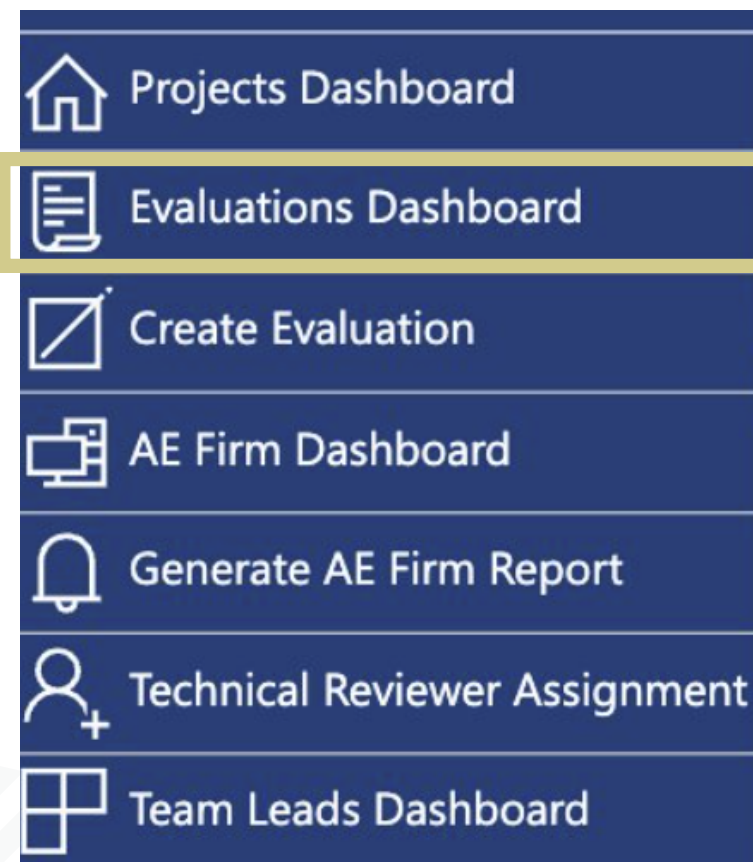 Projects Dashboard
Evaluations Dashboard
Create Evaluation
AE Firm Dashboard
Generate AE Firm Report
Technical Reviewer Assignment
Team Leads Dashboard